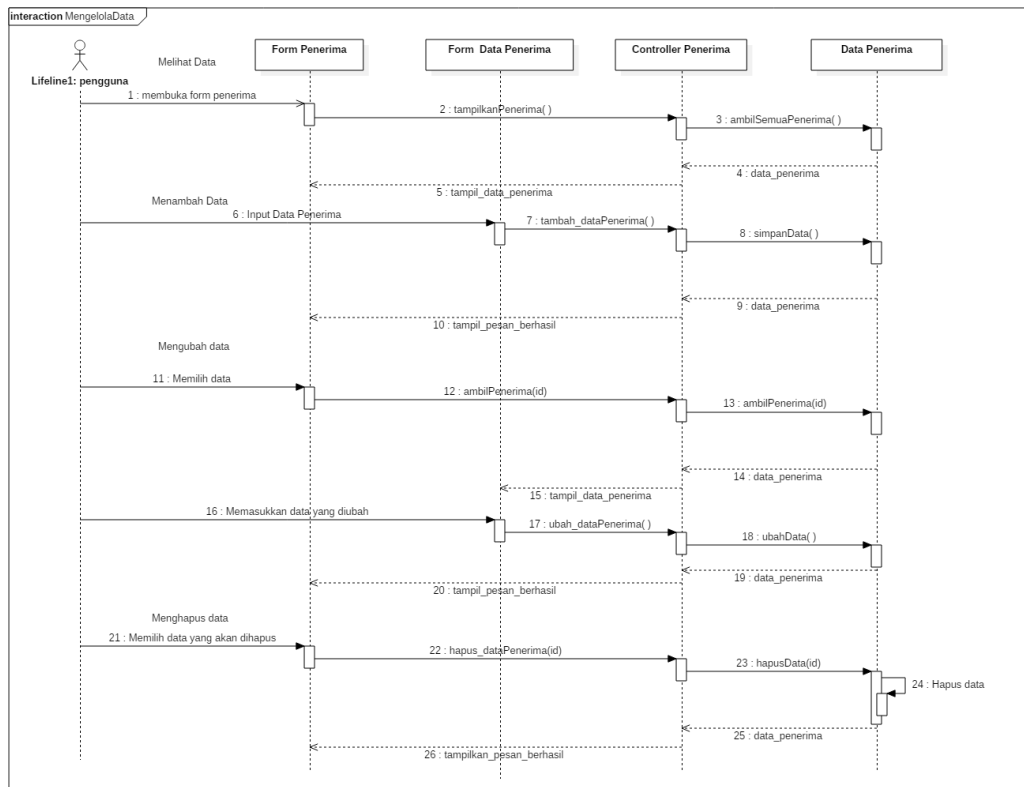 interaction MengelolaData
Form Penerima
Form Data Penerima
Controller Penerima
Data Penerima
Melihat Data
Lifeline1: pengguna
1 : membuka form penerima
2 : tampilkanPenerima( )
3 : ambilSemuaPenerima( )
4 : data_penerima
5 : tampil_data_penerima
Menambah Data
6 : Input Data Penerima
7 : tambah_dataPenerima( )
8 : simpanData( )
9 : data_penerima
10 : tampil_pesan_berhasil
Mengubah data
11 : Memilih data
12 : ambilPenerima(id)
13 : ambilPenerima(id)
14 : data_penerima
15 : tampil_data_penerima
16 : Memasukkan data yang diubah
17 : ubah_dataPenerima( )
18 : ubahData( )
19 : data_penerima
20 : tampil_pesan_berhasil
Menghapus data
21 : Memilih data yang akan dihapus
22 : hapus_dataPenerima(id)
23 : hapusData(id)
24 : Hapus data
25 : data_penerima
26 : tampilkan_pesan_berhasil